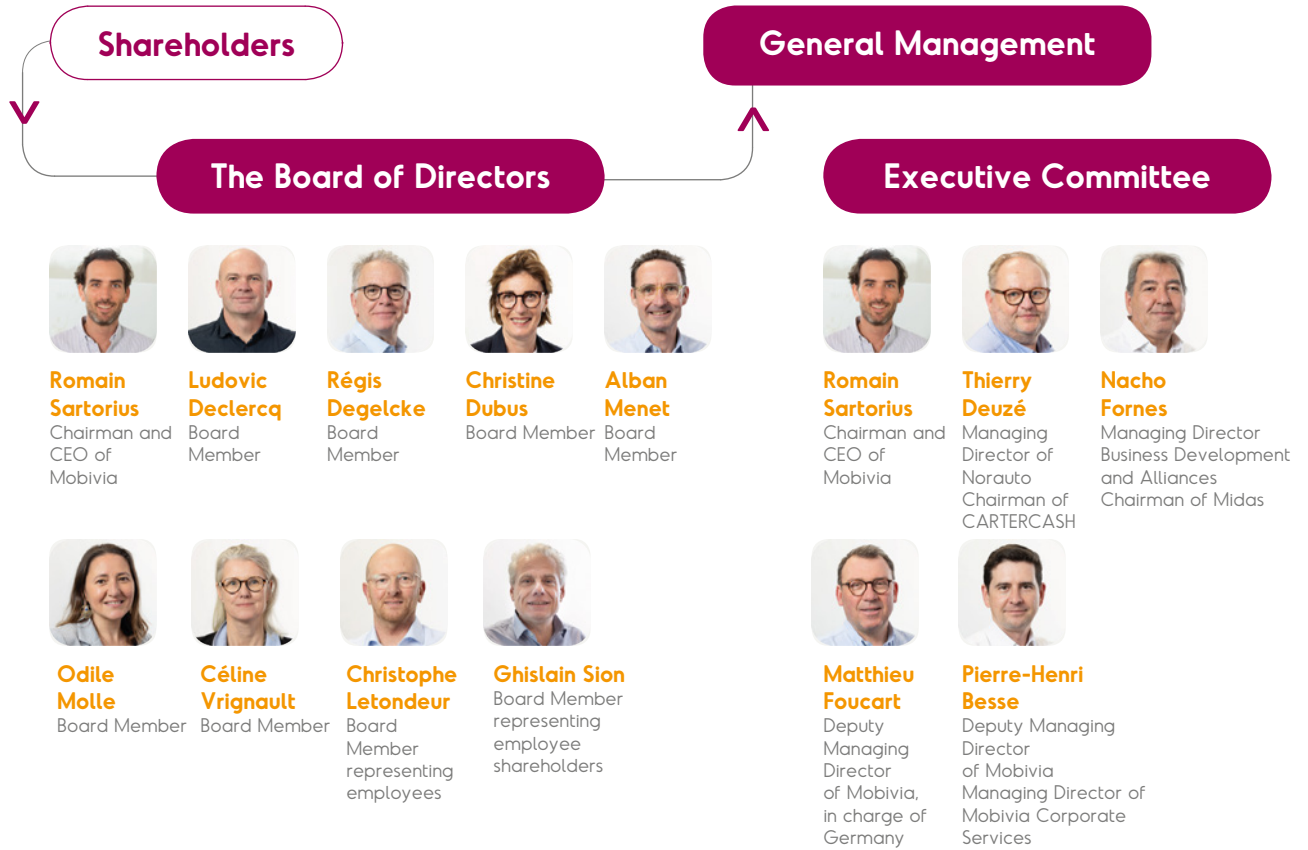 Shareholders
General Management
The Board of Directors
Executive Committee
Romain
Sartorius
Chairman and
CEO of
Mobivia
Ludovic
Declercq
Board
Member
Régis
Degelcke
Board
Member
Christine
Dubus
Board Member
Alban
Menet
Board
Member
Romain
Sartorius
Chairman and
CEO of
Mobivia
Thierry
Deuzé
Managing
Director of
Norauto
Chairman of
CARTERCASH
Nacho
Fornes
Managing Director
Business Development
and Alliances
Chairman of Midas
Odile
Molle
Board Member
Céline
Vrignault
Board Member
Christophe
Letondeur
Board
Member
representing
employees
Ghislain Sion
Board Member
representing
employee
shareholders
Matthieu
Foucart
Deputy
Managing
Director
of Mobivia,
in charge of
Germany
Pierre-Henri
Besse
Deputy Managing
Director
of Mobivia
Managing Director of
Mobivia Corporate
Services